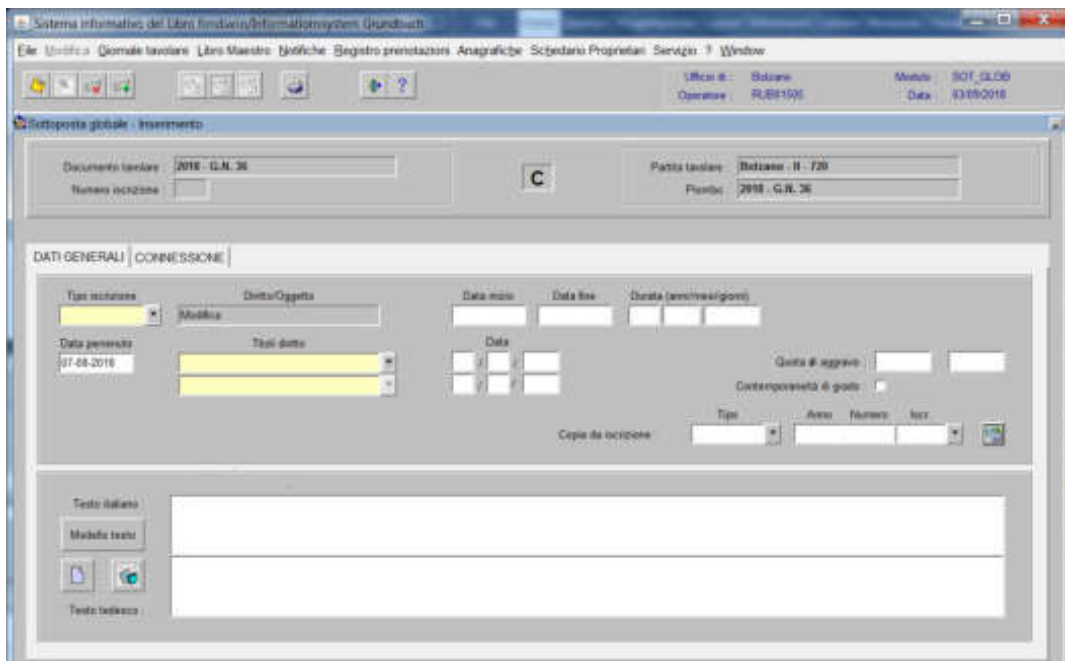 Sistema informativo del Libro fondiario/Informationssystem Grundbuch
File Modifica Giornale tavolare Libro Maestro Notifiche Registro prenotazioni Anagrafiche Schedario Proprietari Servizio ? Window
Ufficio di : Bolzano Modulo : SOT_GLOB
Operatore : Data : 03/09/2018
Sottoposta globale - Inserimento
Documento tavolare : 2018 - G.N. 36 C Partita tavolare : Bolzano - II - 720
Numero iscrizione : Piombo : 2018 - G.N. 36
DATI GENERALI CONNESSIONE
Tipo iscrizione Diritto/Oggetto Data inizio Data fine Durata (anni/mesi/giorni)
Modifica
Data pervenuto Titoli diritto Data
07-08-2018 / / Quota di aggravio :
/ / Contemporaneità di grado :
Tipo Anno Numero Iscr.
Copia da iscrizione :
Testo italiano :
Modello testo
Testo tedesco :